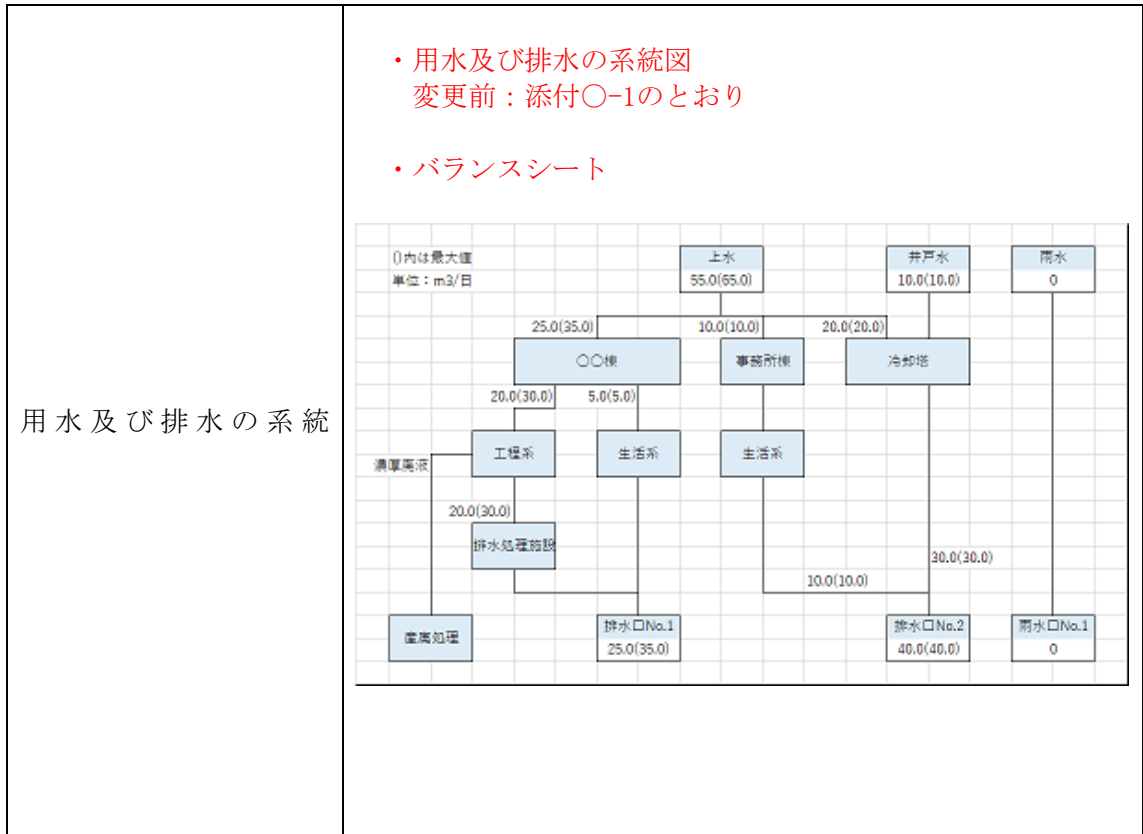 用水及び排水の系統
・用水及び排水の系統図
変更前：添付〇-1のとおり
・バランスシート
()内は最大値
単位：m3/日
上水
55.0(65.0)
井戸水
10.0(10.0)
雨水
0
25.0(35.0)
10.0(10.0)
20.0(20.0)
〇〇棟
事務所棟
冷却塔
20.0(30.0)
5.0(5.0)
工程系
生活系
生活系
濃厚廃液
20.0(30.0)
排水処理施設
30.0(30.0)
10.0(10.0)
産廃処理
排水口No.1
25.0(35.0)
排水口No.2
40.0(40.0)
雨水口No.1
0